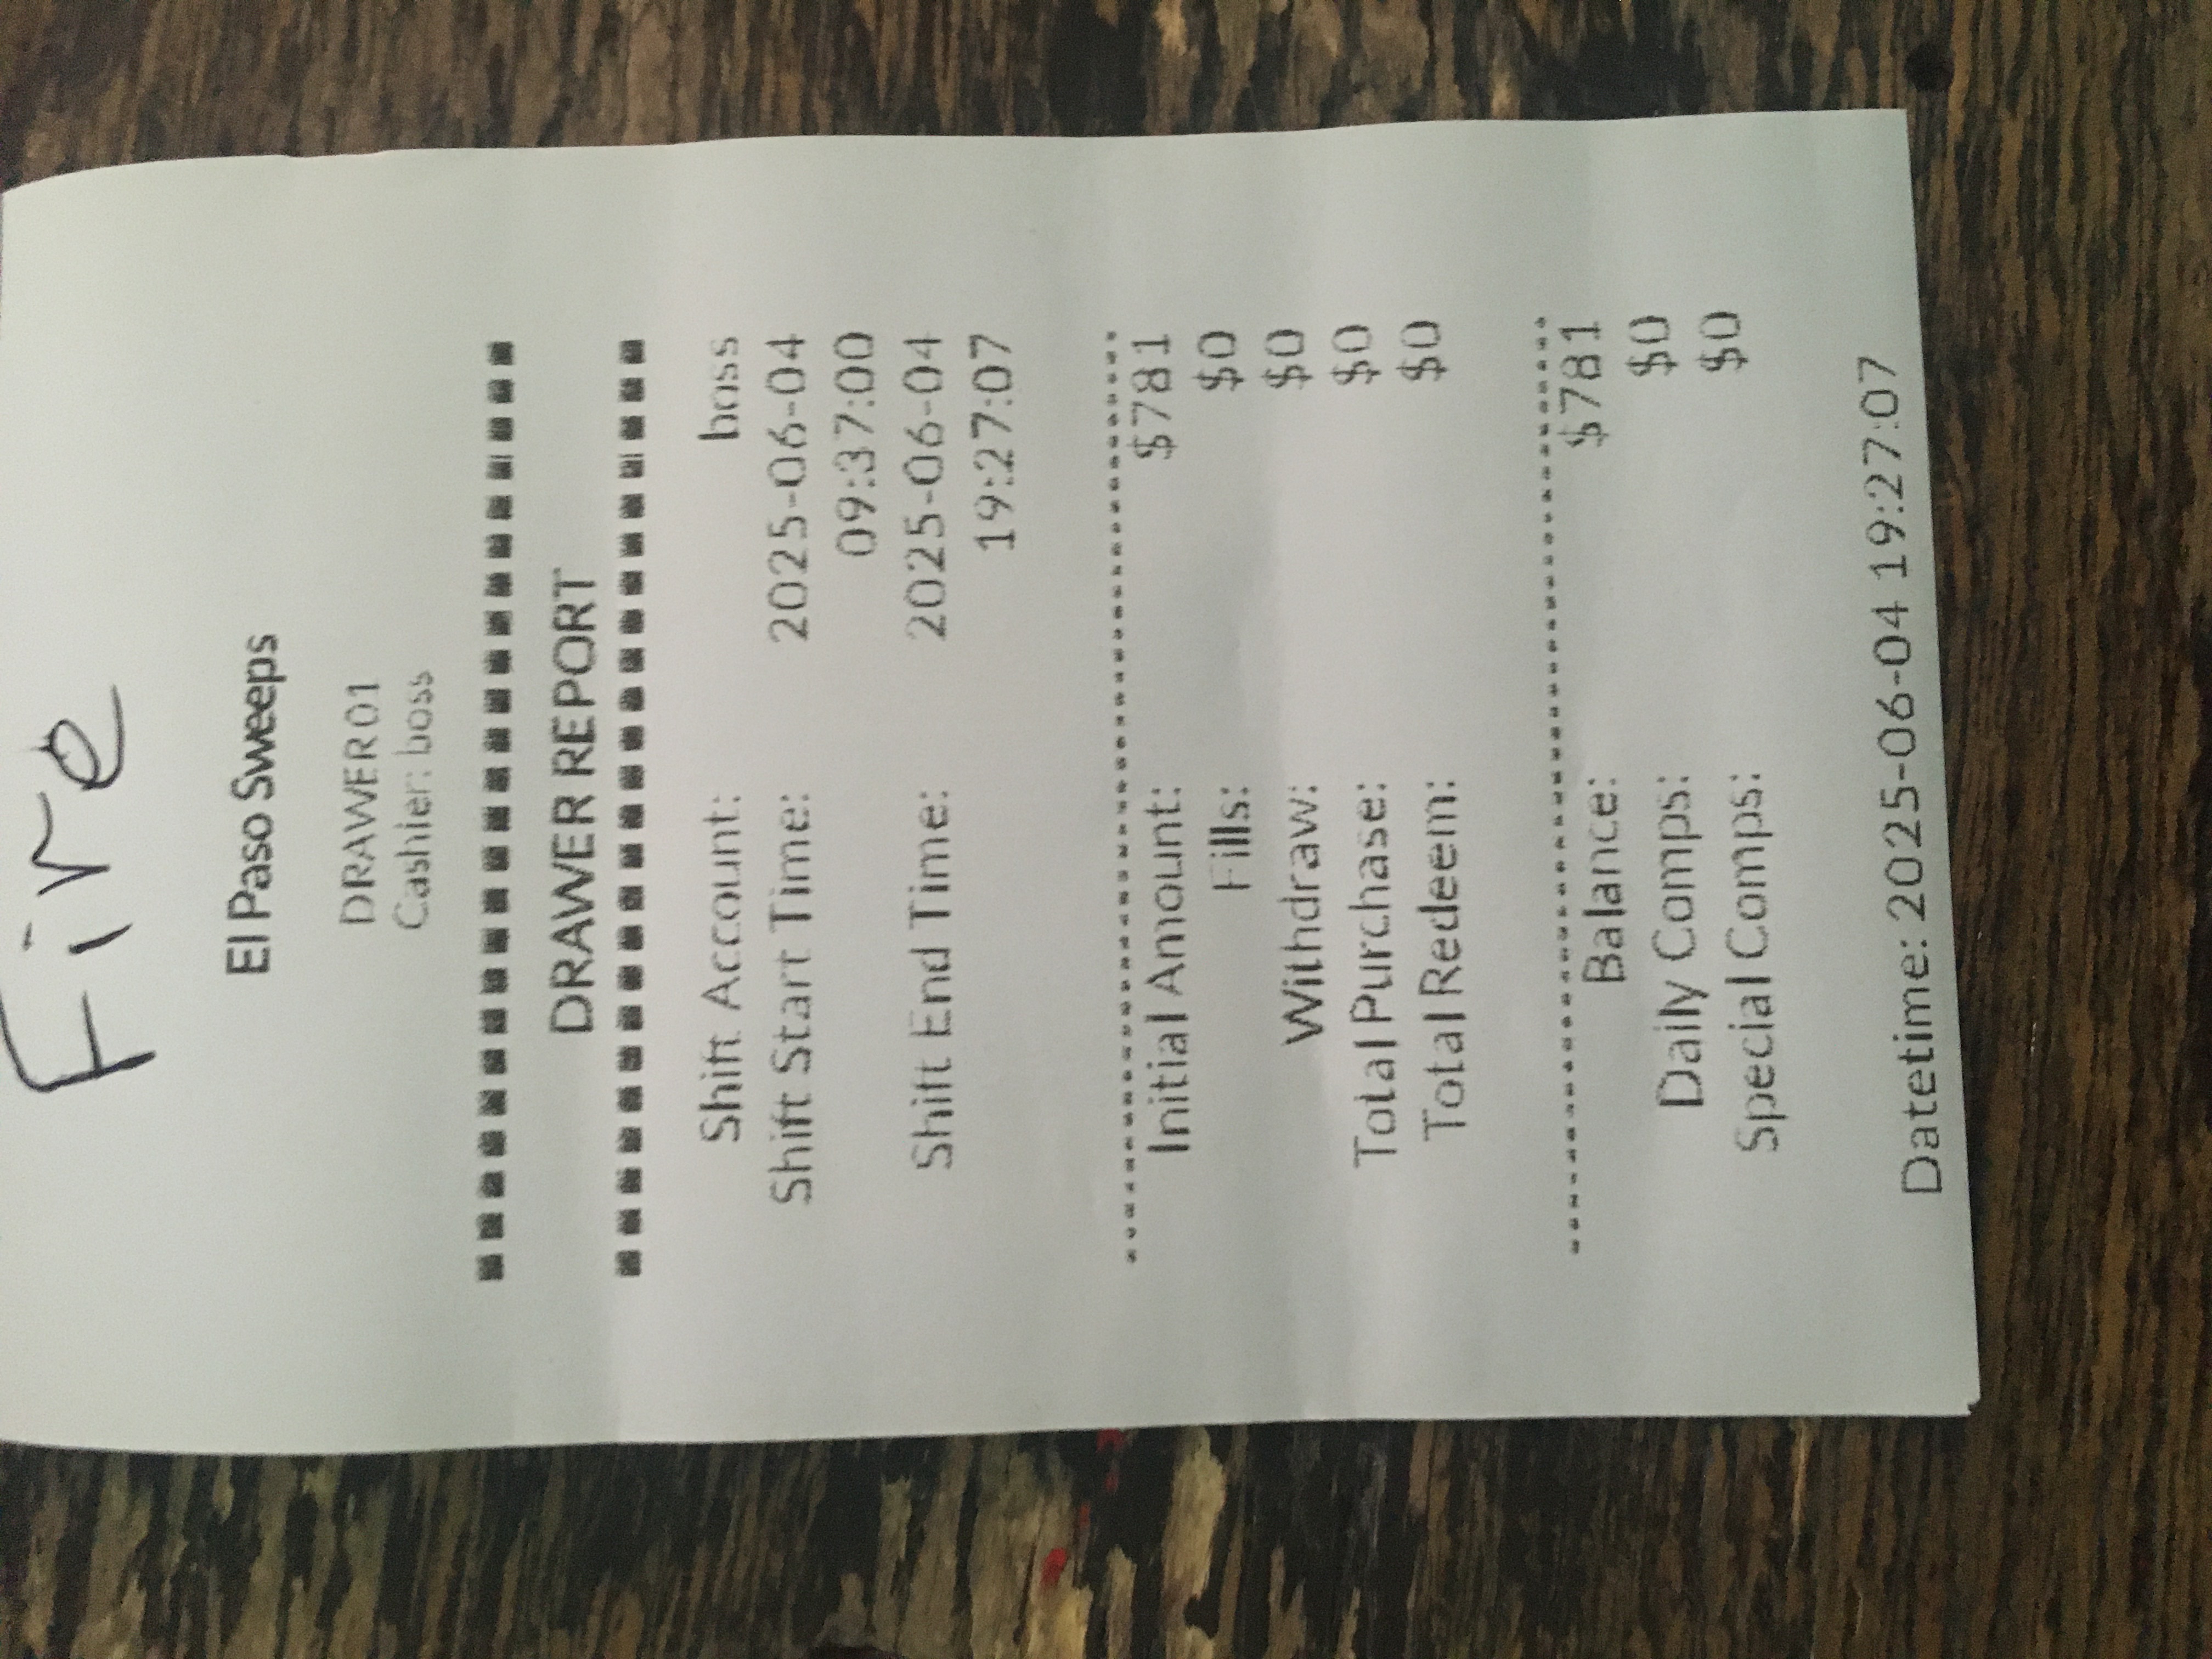 Fire
El Paso Sweeps
DRAWER01
Cashier: boss
DRAWER REPORT
Shift Account: boss
Shift Start Time: 2025-06-04
09:37:00
Shift End Time: 2025-06-04
19:27:07
Initial Amount: $781
Fills: $0
Withdraw: $0
Total Purchase: $0
Total Redeem: $0
Balance: $781
Daily Comps: $0
Special Comps: $0
Datetime: 2025-06-04 19:27:07